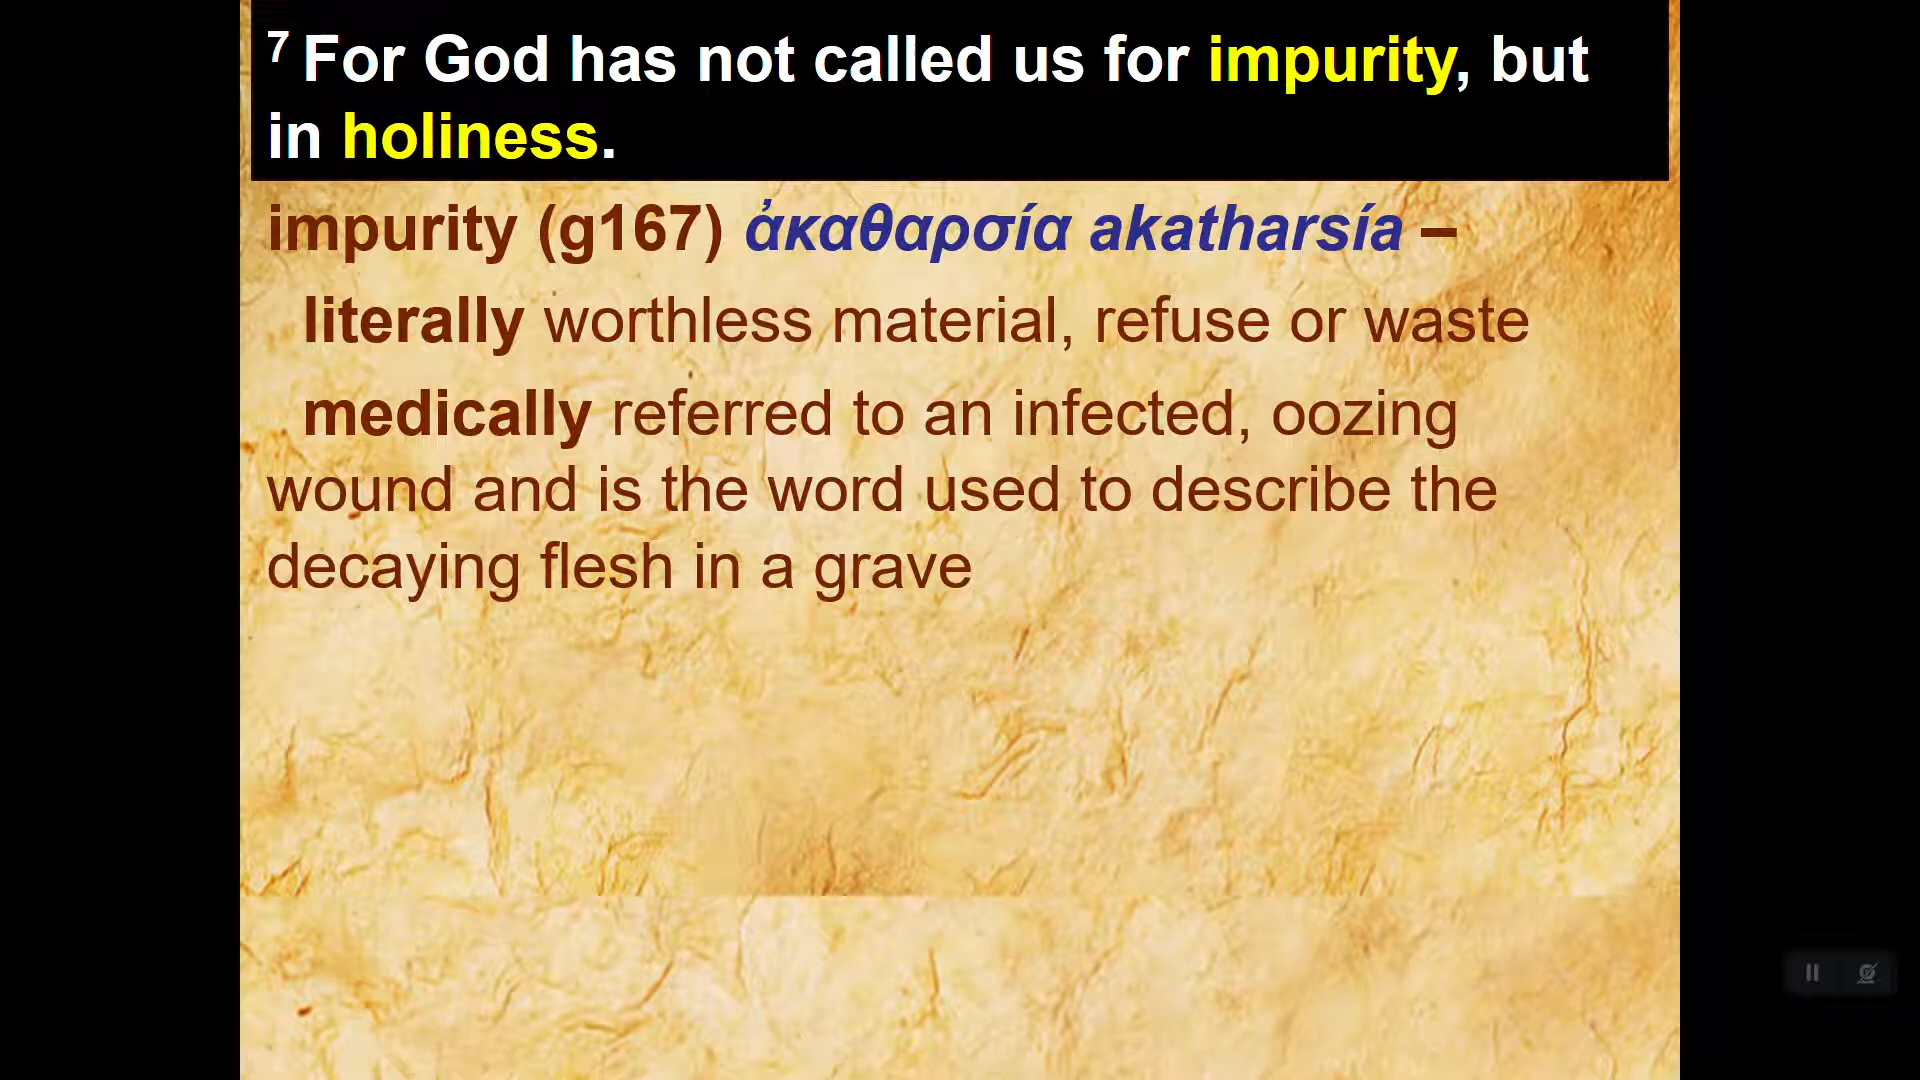 7 For God has not called us for impurity, but
in holiness.
impurity (g167) ἀκαθαρσία akatharsía –
literally worthless material, refuse or waste
medically referred to an infected, oozing
wound and is the word used to describe the
decaying flesh in a grave